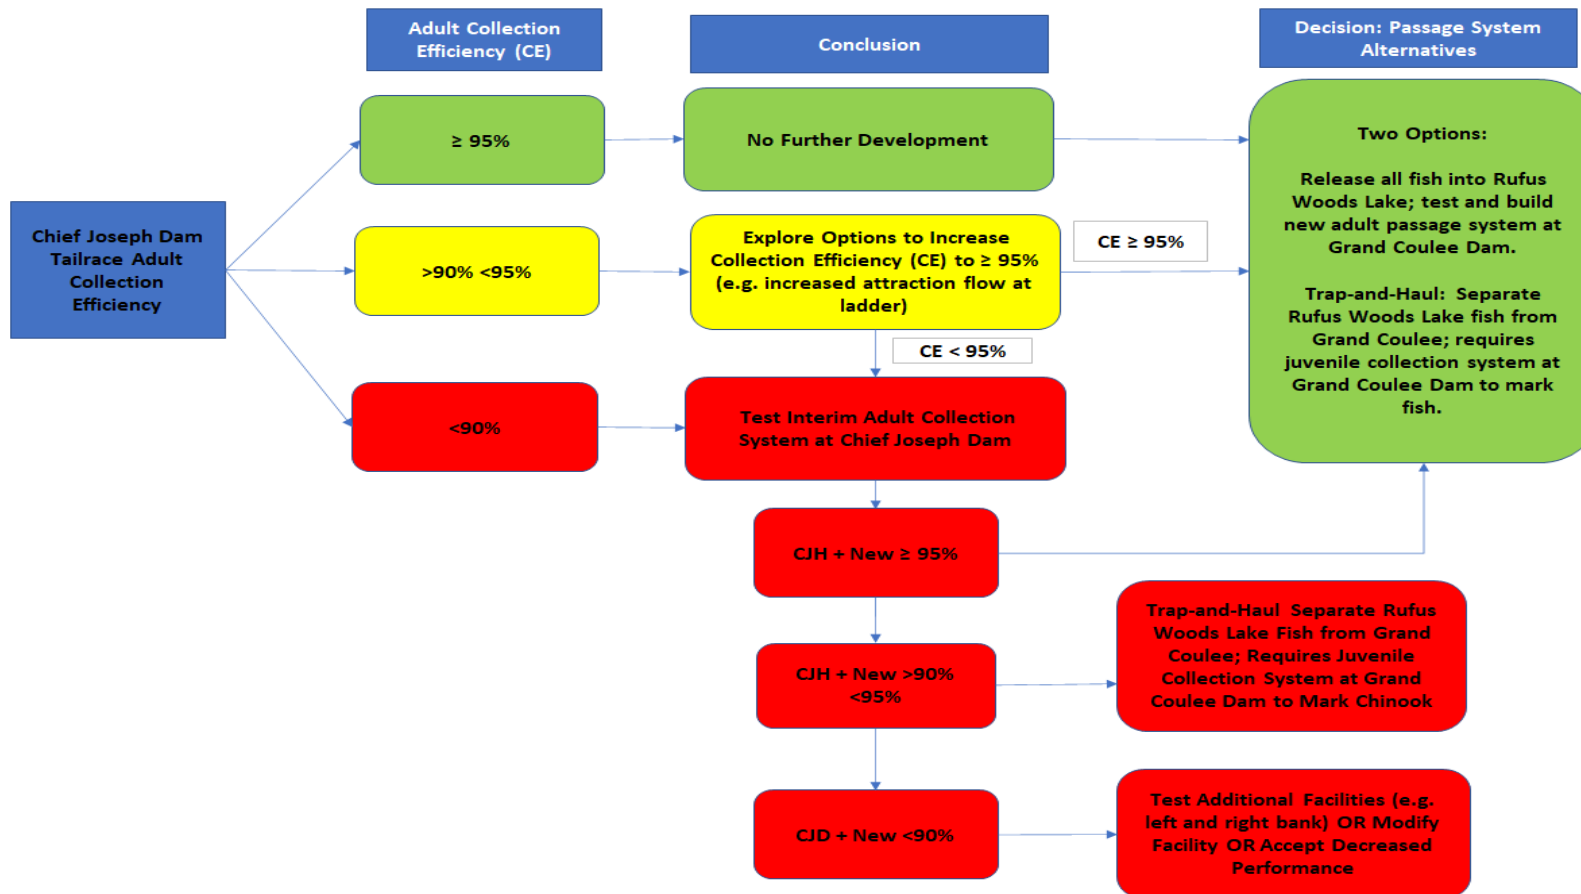 Adult Collection
Efficiency (CE)
Conclusion
Decision: Passage System
Alternatives
≥ 95%
No Further Development
Two Options:
Release all fish into Rufus
Woods Lake; test and build
new adult passage system at
Grand Coulee Dam.
Trap-and-Haul: Separate
Rufus Woods Lake fish from
Grand Coulee; requires
juvenile collection system at
Grand Coulee Dam to mark
fish.
Chief Joseph Dam
Tailrace Adult
Collection
Efficiency
>90% <95%
Explore Options to Increase
Collection Efficiency (CE) to ≥ 95%
(e.g. increased attraction flow at
ladder)
CE ≥ 95%
CE < 95%
<90%
Test Interim Adult Collection
System at Chief Joseph Dam
CJH + New ≥ 95%
CJH + New >90%
<95%
Trap-and-Haul Separate Rufus
Woods Lake Fish from Grand
Coulee; Requires Juvenile
Collection System at Grand
Coulee Dam to Mark Chinook
CJD + New <90%
Test Additional Facilities (e.g.
left and right bank) OR Modify
Facility OR Accept Decreased
Performance